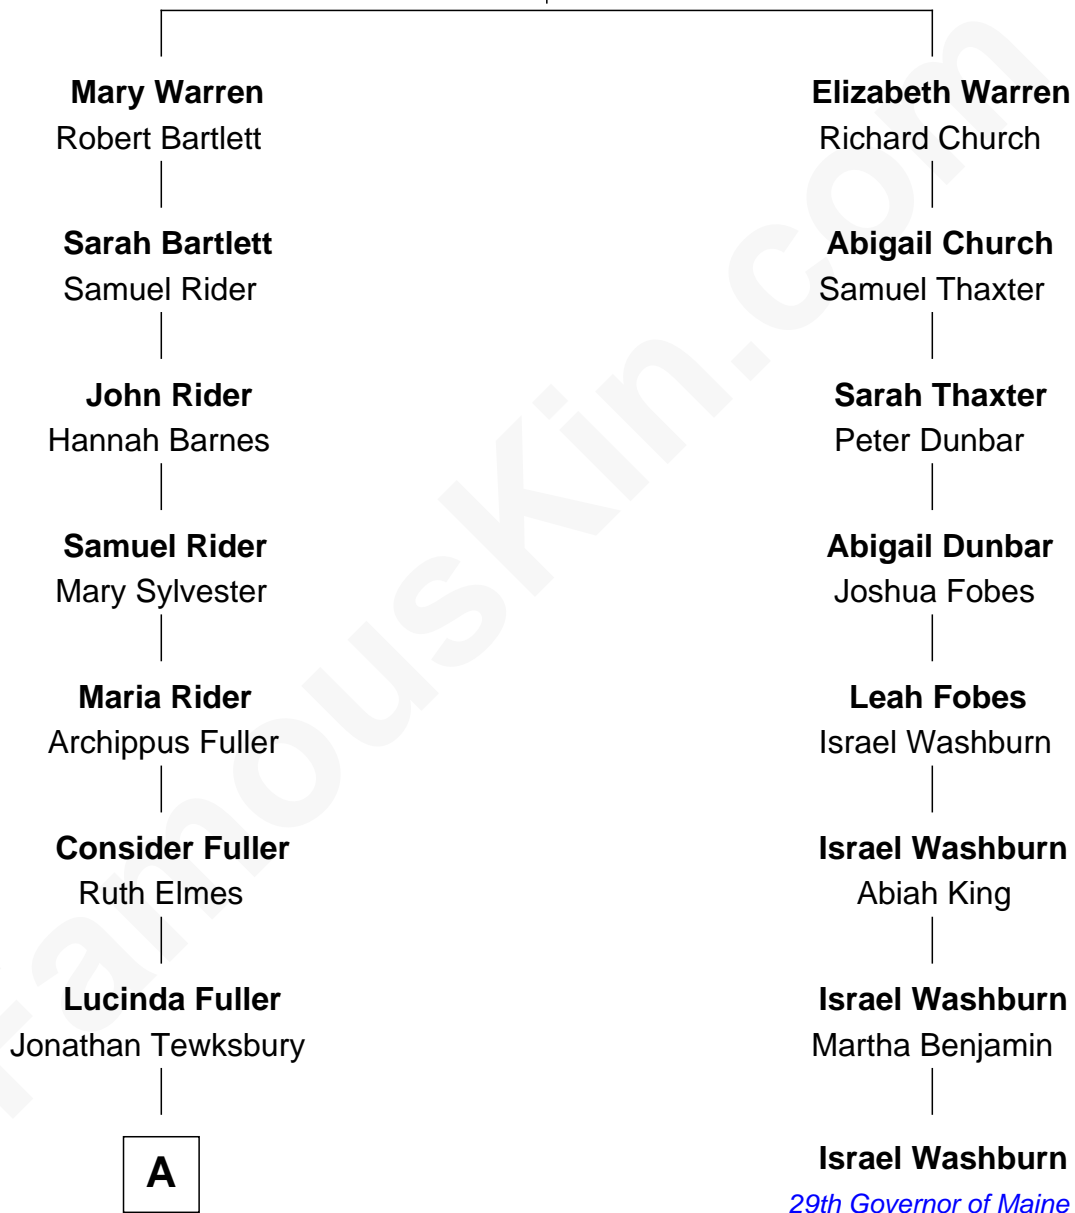 Mary Warren
Robert Bartlett
Sarah Bartlett
Samuel Rider
John Rider
Hannah Barnes
Samuel Rider
Mary Sylvester
Maria Rider
Archippus Fuller
Consider Fuller
Ruth Elmes
Lucinda Fuller
Jonathan Tewksbury
A
Elizabeth Warren
Richard Church
Abigail Church
Samuel Thaxter
Sarah Thaxter
Peter Dunbar
Abigail Dunbar
Joshua Fobes
Leah Fobes
Israel Washburn
Israel Washburn
Abiah King
Israel Washburn
Martha Benjamin
Israel Washburn
29th Governor of Maine
FamousKin.com